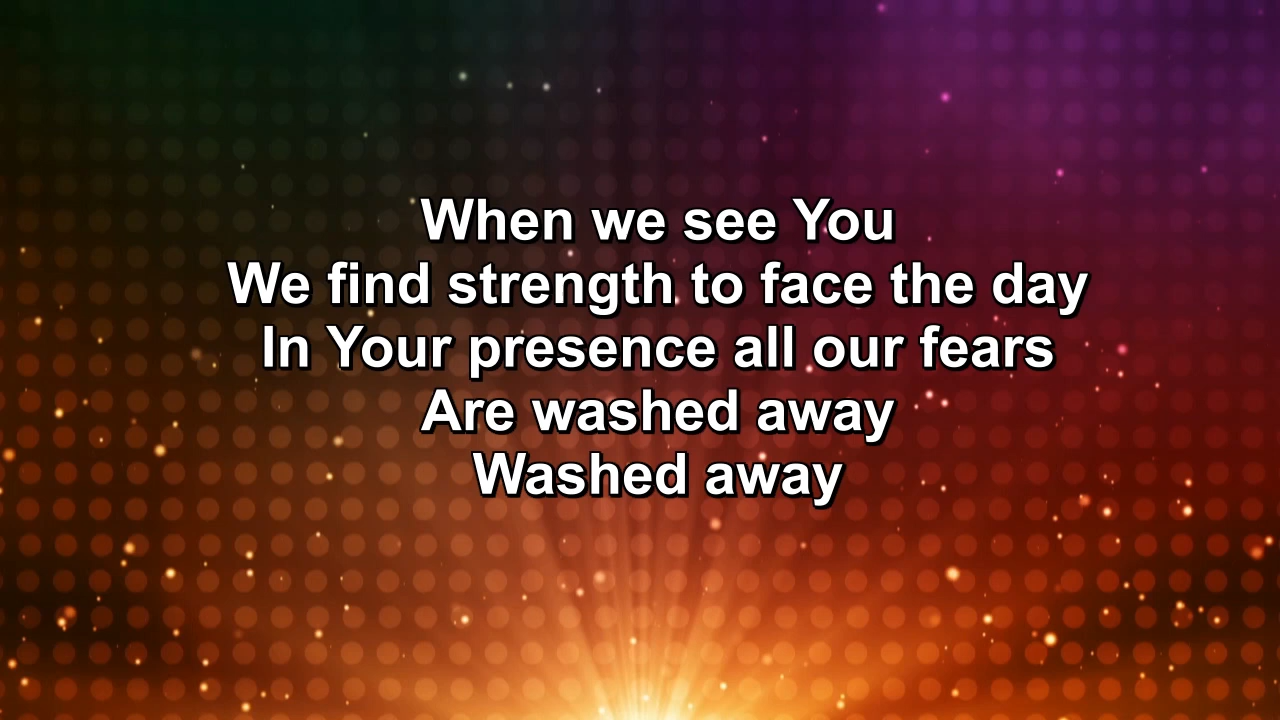 When we see You
We find strength to face the day
In Your presence all our fears
Are washed away
Washed away